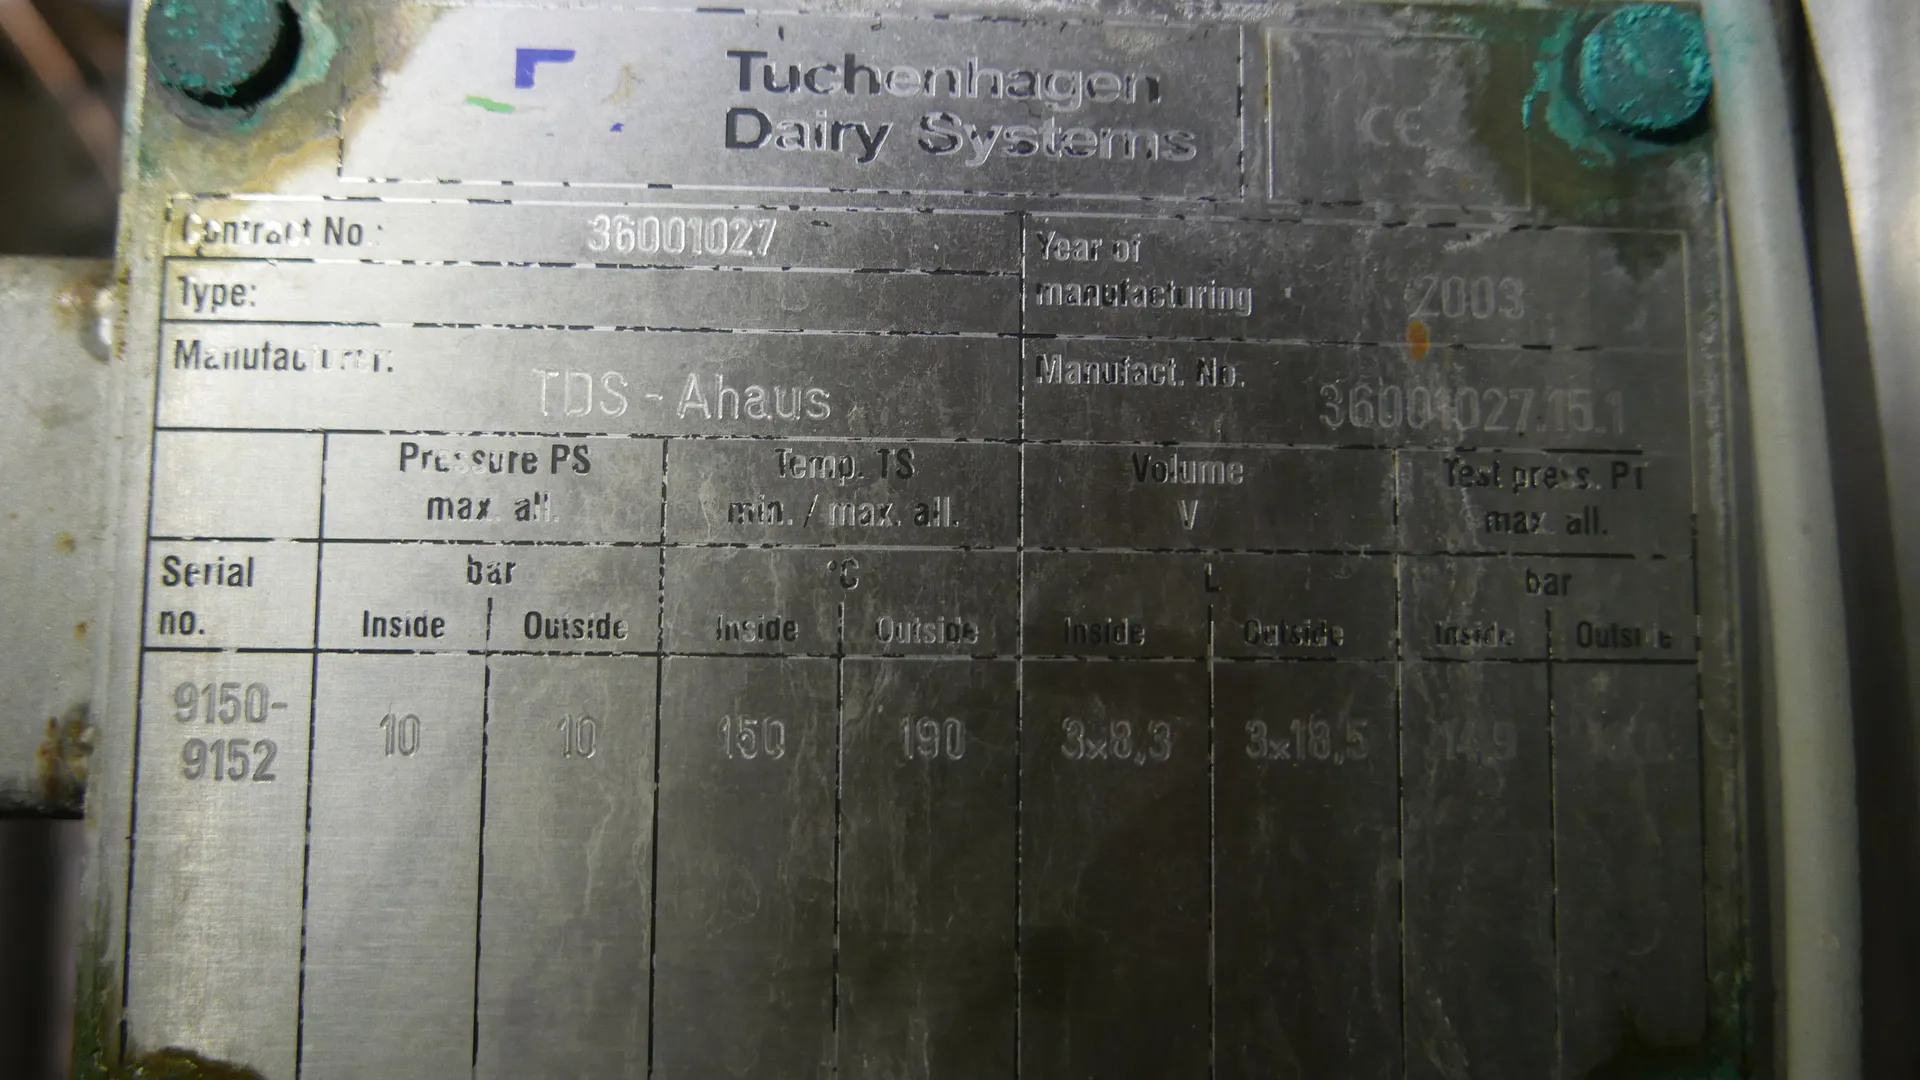 Tuchenhagen
Dairy Systems
CE
Contract No.: 36001027
Year of
manufacturing 2003
Type:
Manufacturer:
TDS - Ahaus
Manufact. No.
36001027.15.1
Pressure PS
max. all.
Temp. TS
min. / max. all.
Volume
V
Test press. PT
max. all.
Serial
no.
bar
°C
L
bar
Inside Outside Inside Outside Inside Outside Inside Outside
9150-
9152
10 10 150 190 3x8,3 3x18,5 14,9